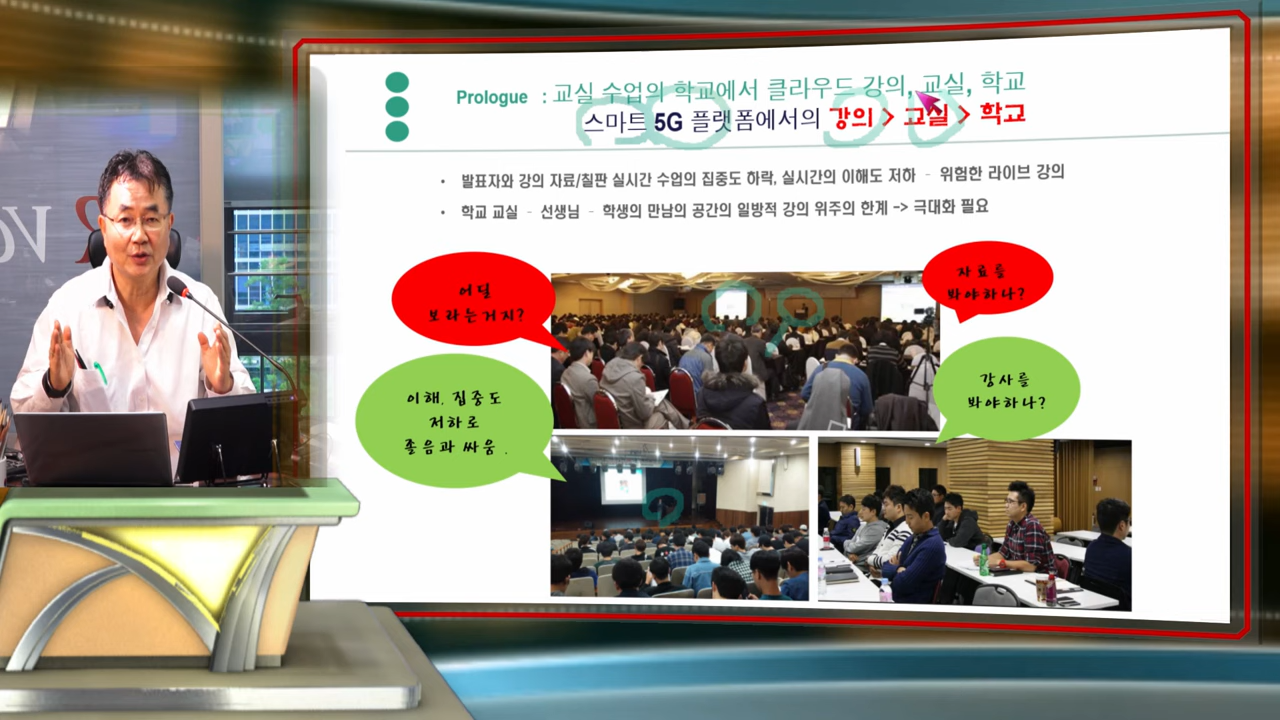 Prologue : 교실 수업의 학교에서 클라우드 강의, 교실, 학교
스마트 5G 플랫폼에서의 강의 > 교실 > 학교
• 발표자와 강의 자료/칠판 실시간 수업의 집중도 하락, 실시간의 이해도 저하 - 위험한 라이브 강의
• 학교 교실 - 선생님 - 학생의 만남의 공간의 일방적 강의 위주의 한계 -> 극대화 필요
어딜
보라는거지?
자료를
봐야하나?
이해, 집중도
저하로
졸음과 싸움.
강사를
봐야하나?